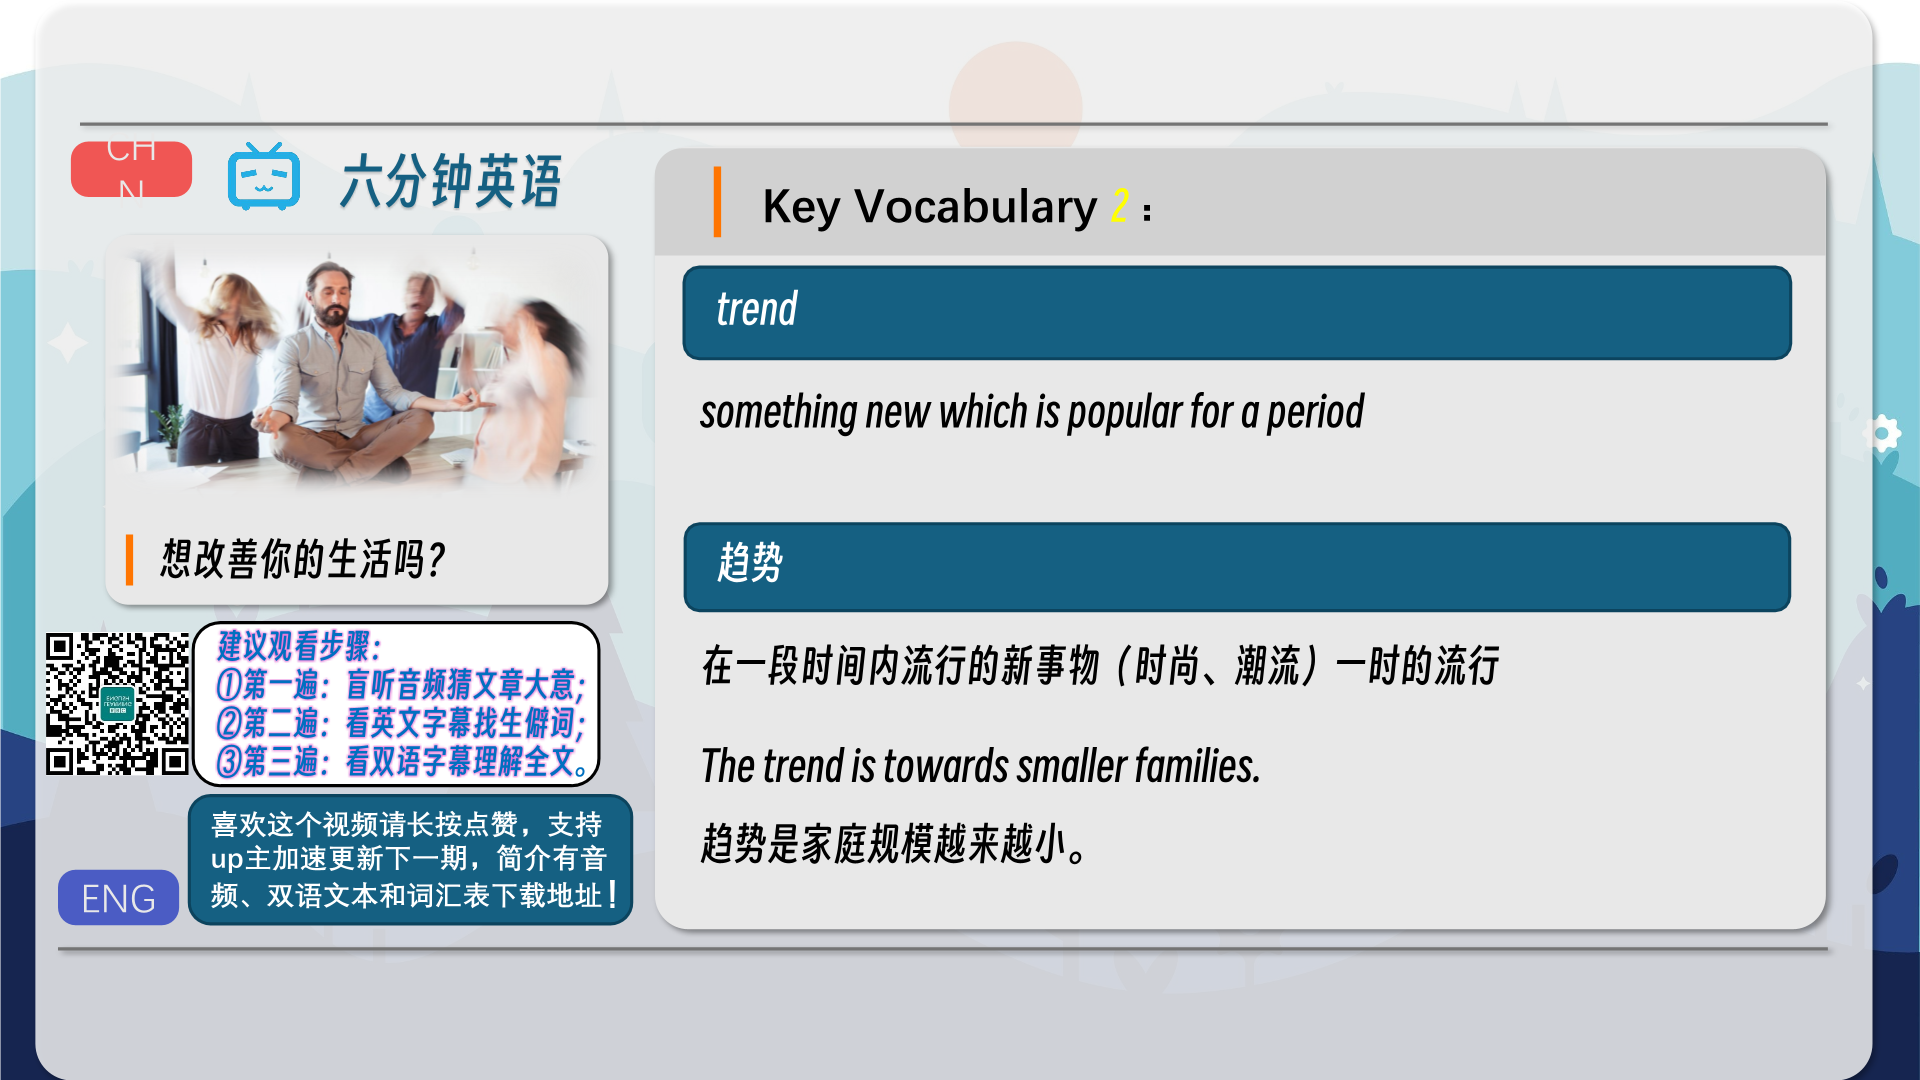 CH
N
六分钟英语
想改善你的生活吗?
建议观看步骤：
①第一遍：盲听音频猜文章大意；
②第二遍：看英文字幕找生僻词；
③第三遍：看双语字幕理解全文。
喜欢这个视频请长按点赞，支持
up主加速更新下一期，简介有音
频、双语文本和词汇表下载地址！
ENG
Key Vocabulary 2：
trend
something new which is popular for a period
趋势
在一段时间内流行的新事物（时尚、潮流）一时的流行
The trend is towards smaller families.
趋势是家庭规模越来越小。